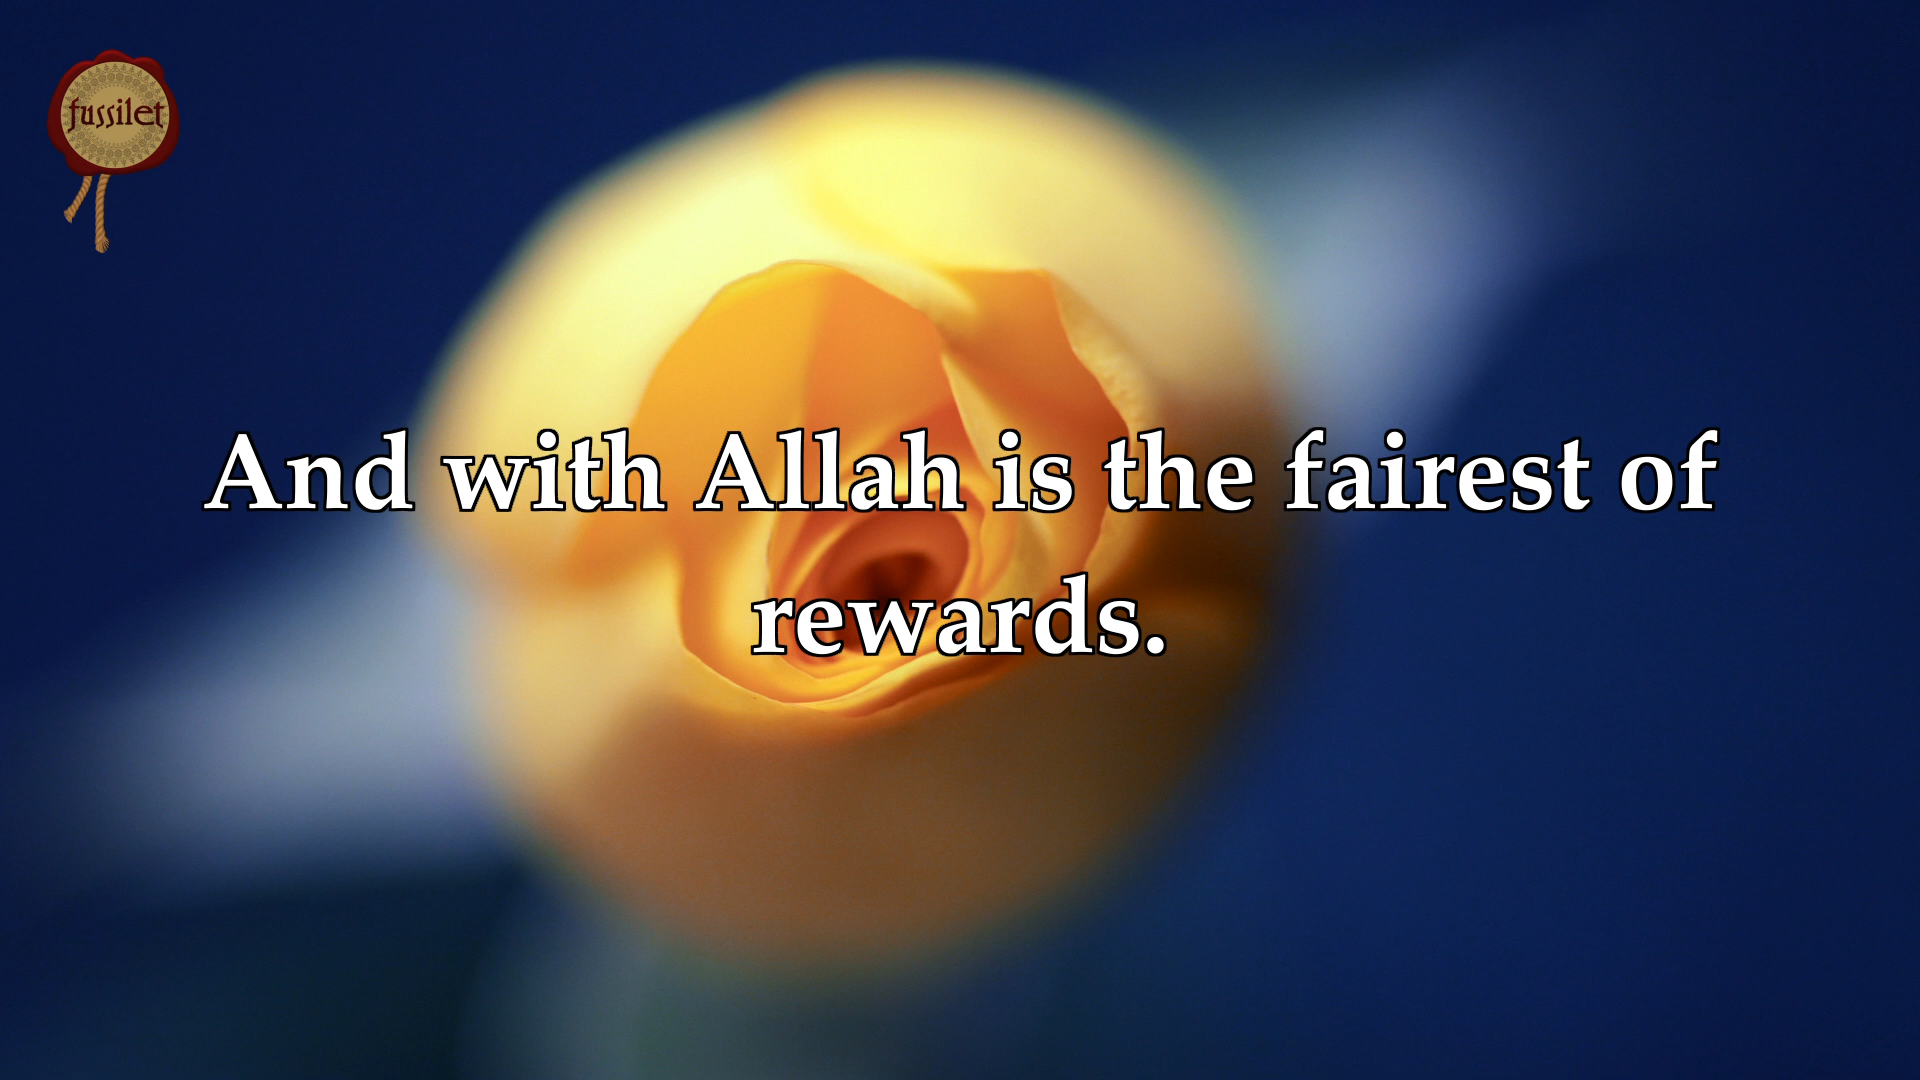 fussilet
And with Allah is the fairest of
rewards.